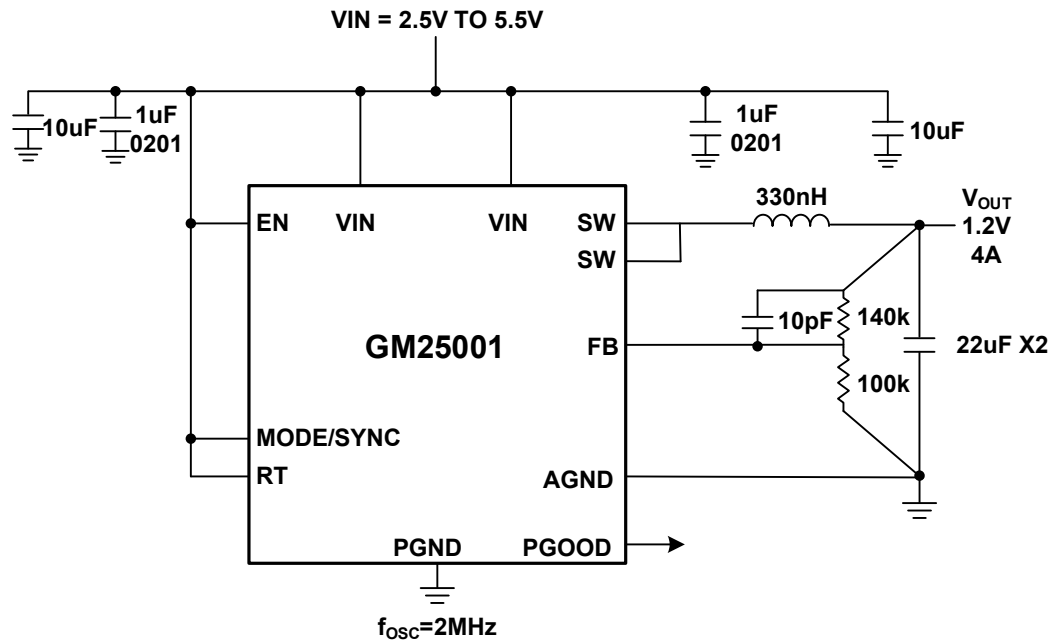 VIN = 2.5V TO 5.5V
10uF
1uF
0201
1uF
0201
10uF
330nH
VOUT
1.2V
4A
EN
VIN
VIN
SW
SW
GM25001
FB
10pF
140k
100k
22uF X2
MODE/SYNC
RT
AGND
PGND
PGOOD
fOSC=2MHz